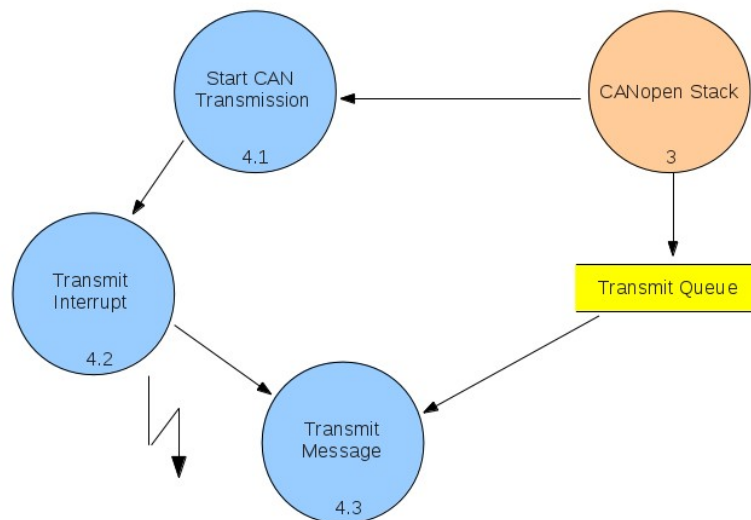 Start CAN
Transmission
4.1
CANopen Stack
3
Transmit
Interrupt
4.2
Transmit Queue
Transmit
Message
4.3